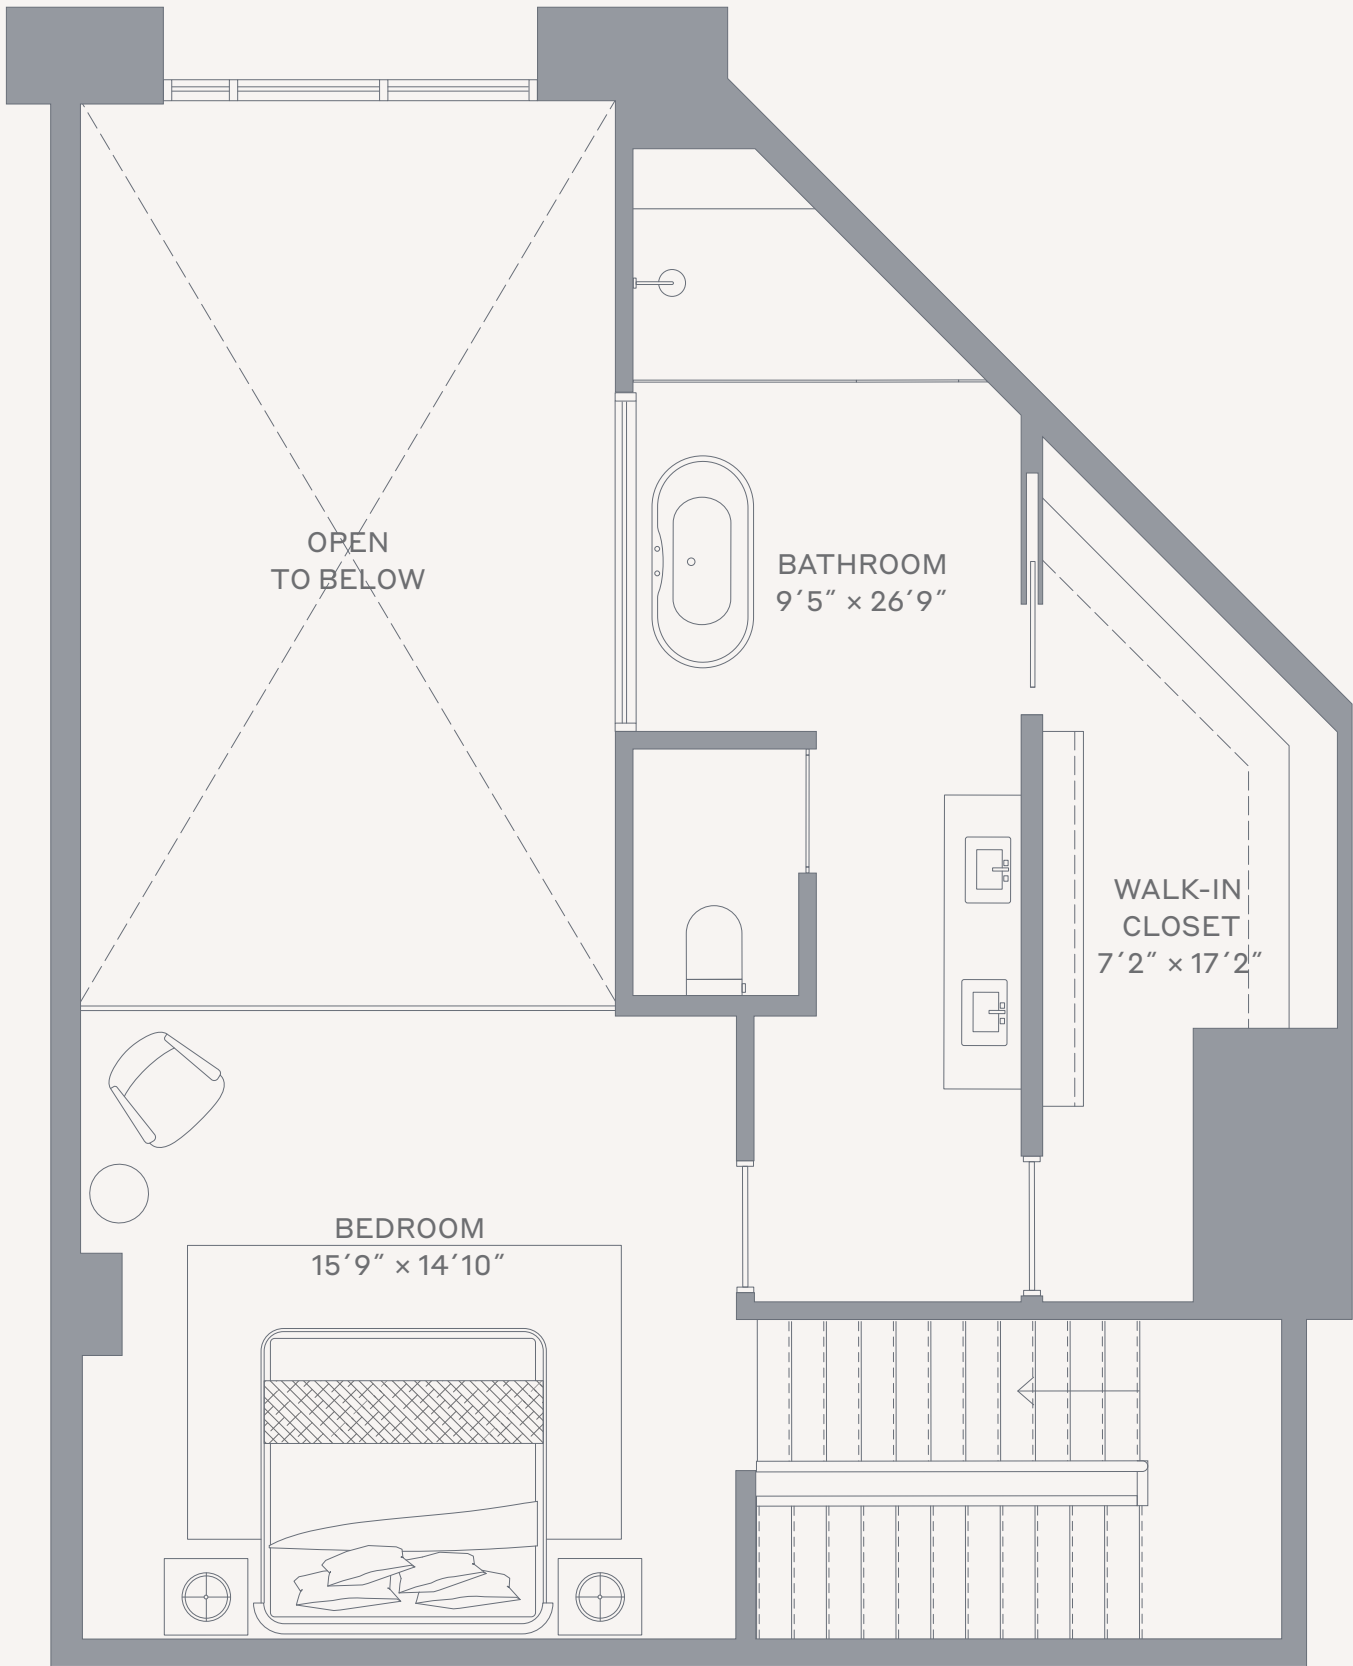 OPEN
TO BELOW
BATHROOM
9′5″ × 26′9″
WALK-IN
CLOSET
7′2″ × 17′2″
BEDROOM
15′9″ × 14′10″